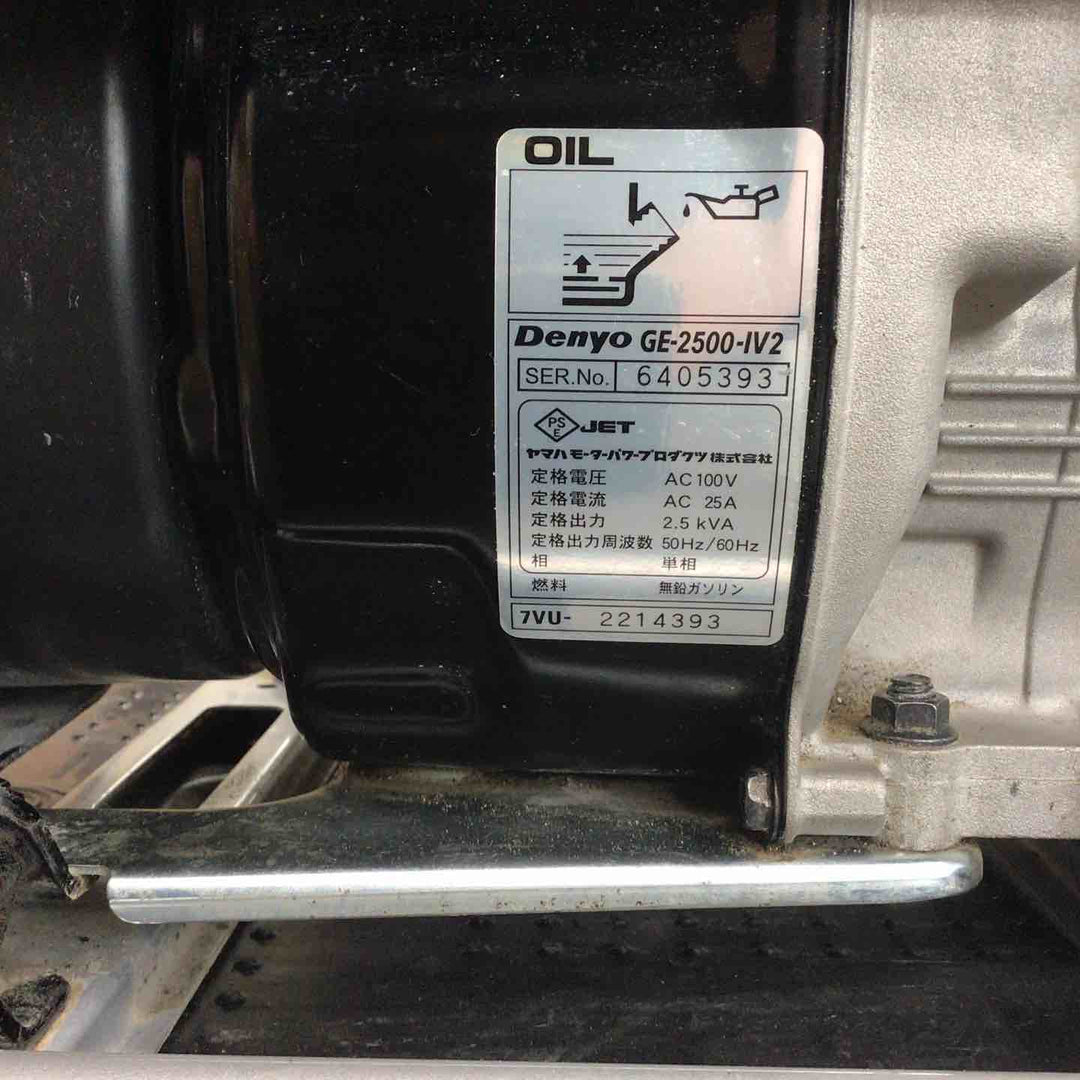 OIL
Denyo GE-2500-IV2
SER.No. 6405393
PS E JET
ヤマハモーターパワープロダクツ株式会社
定格電圧 AC 100V
定格電流 AC 25A
定格出力 2.5 kVA
定格出力周波数 50Hz/60Hz
相 単相
燃料 無鉛ガソリン
7VU- 2214393